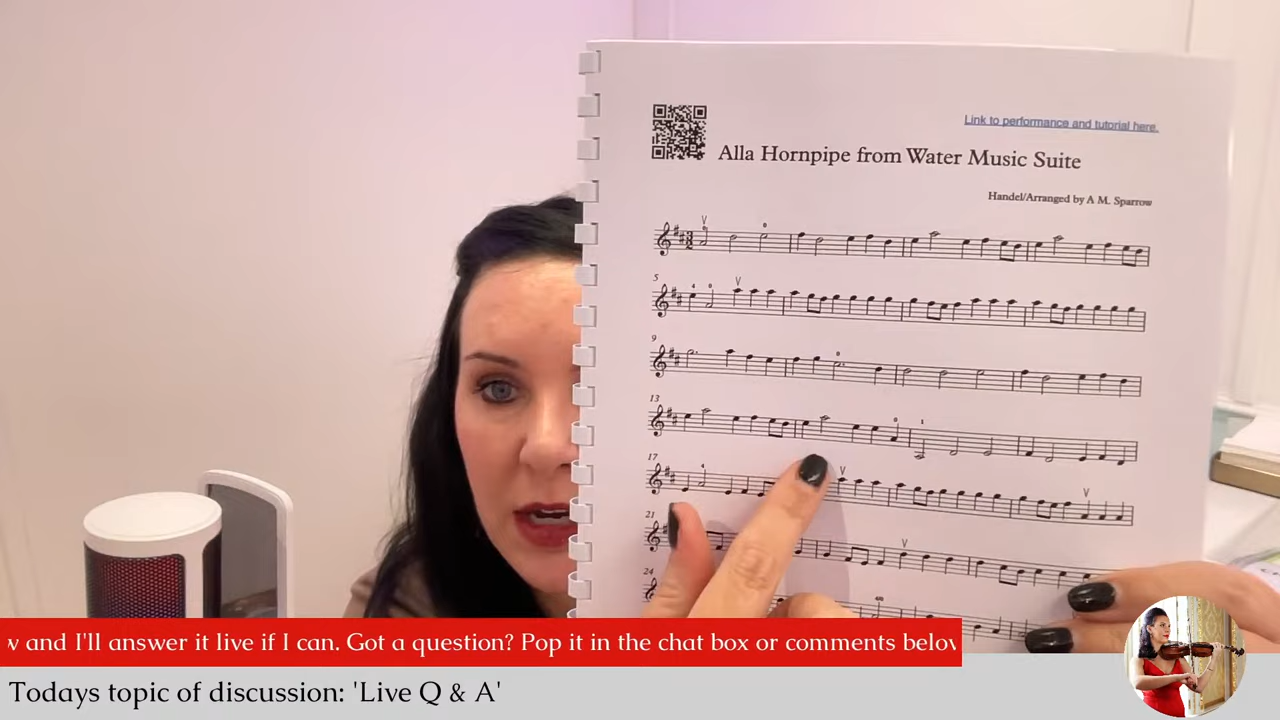 Link to performance and tutorial here.
Alla Hornpipe from Water Music Suite
Handel/Arranged by A M. Sparrow
5
9
13
17
21
24
w and I'll answer it live if I can. Got a question? Pop it in the chat box or comments below
Todays topic of discussion: 'Live Q & A'